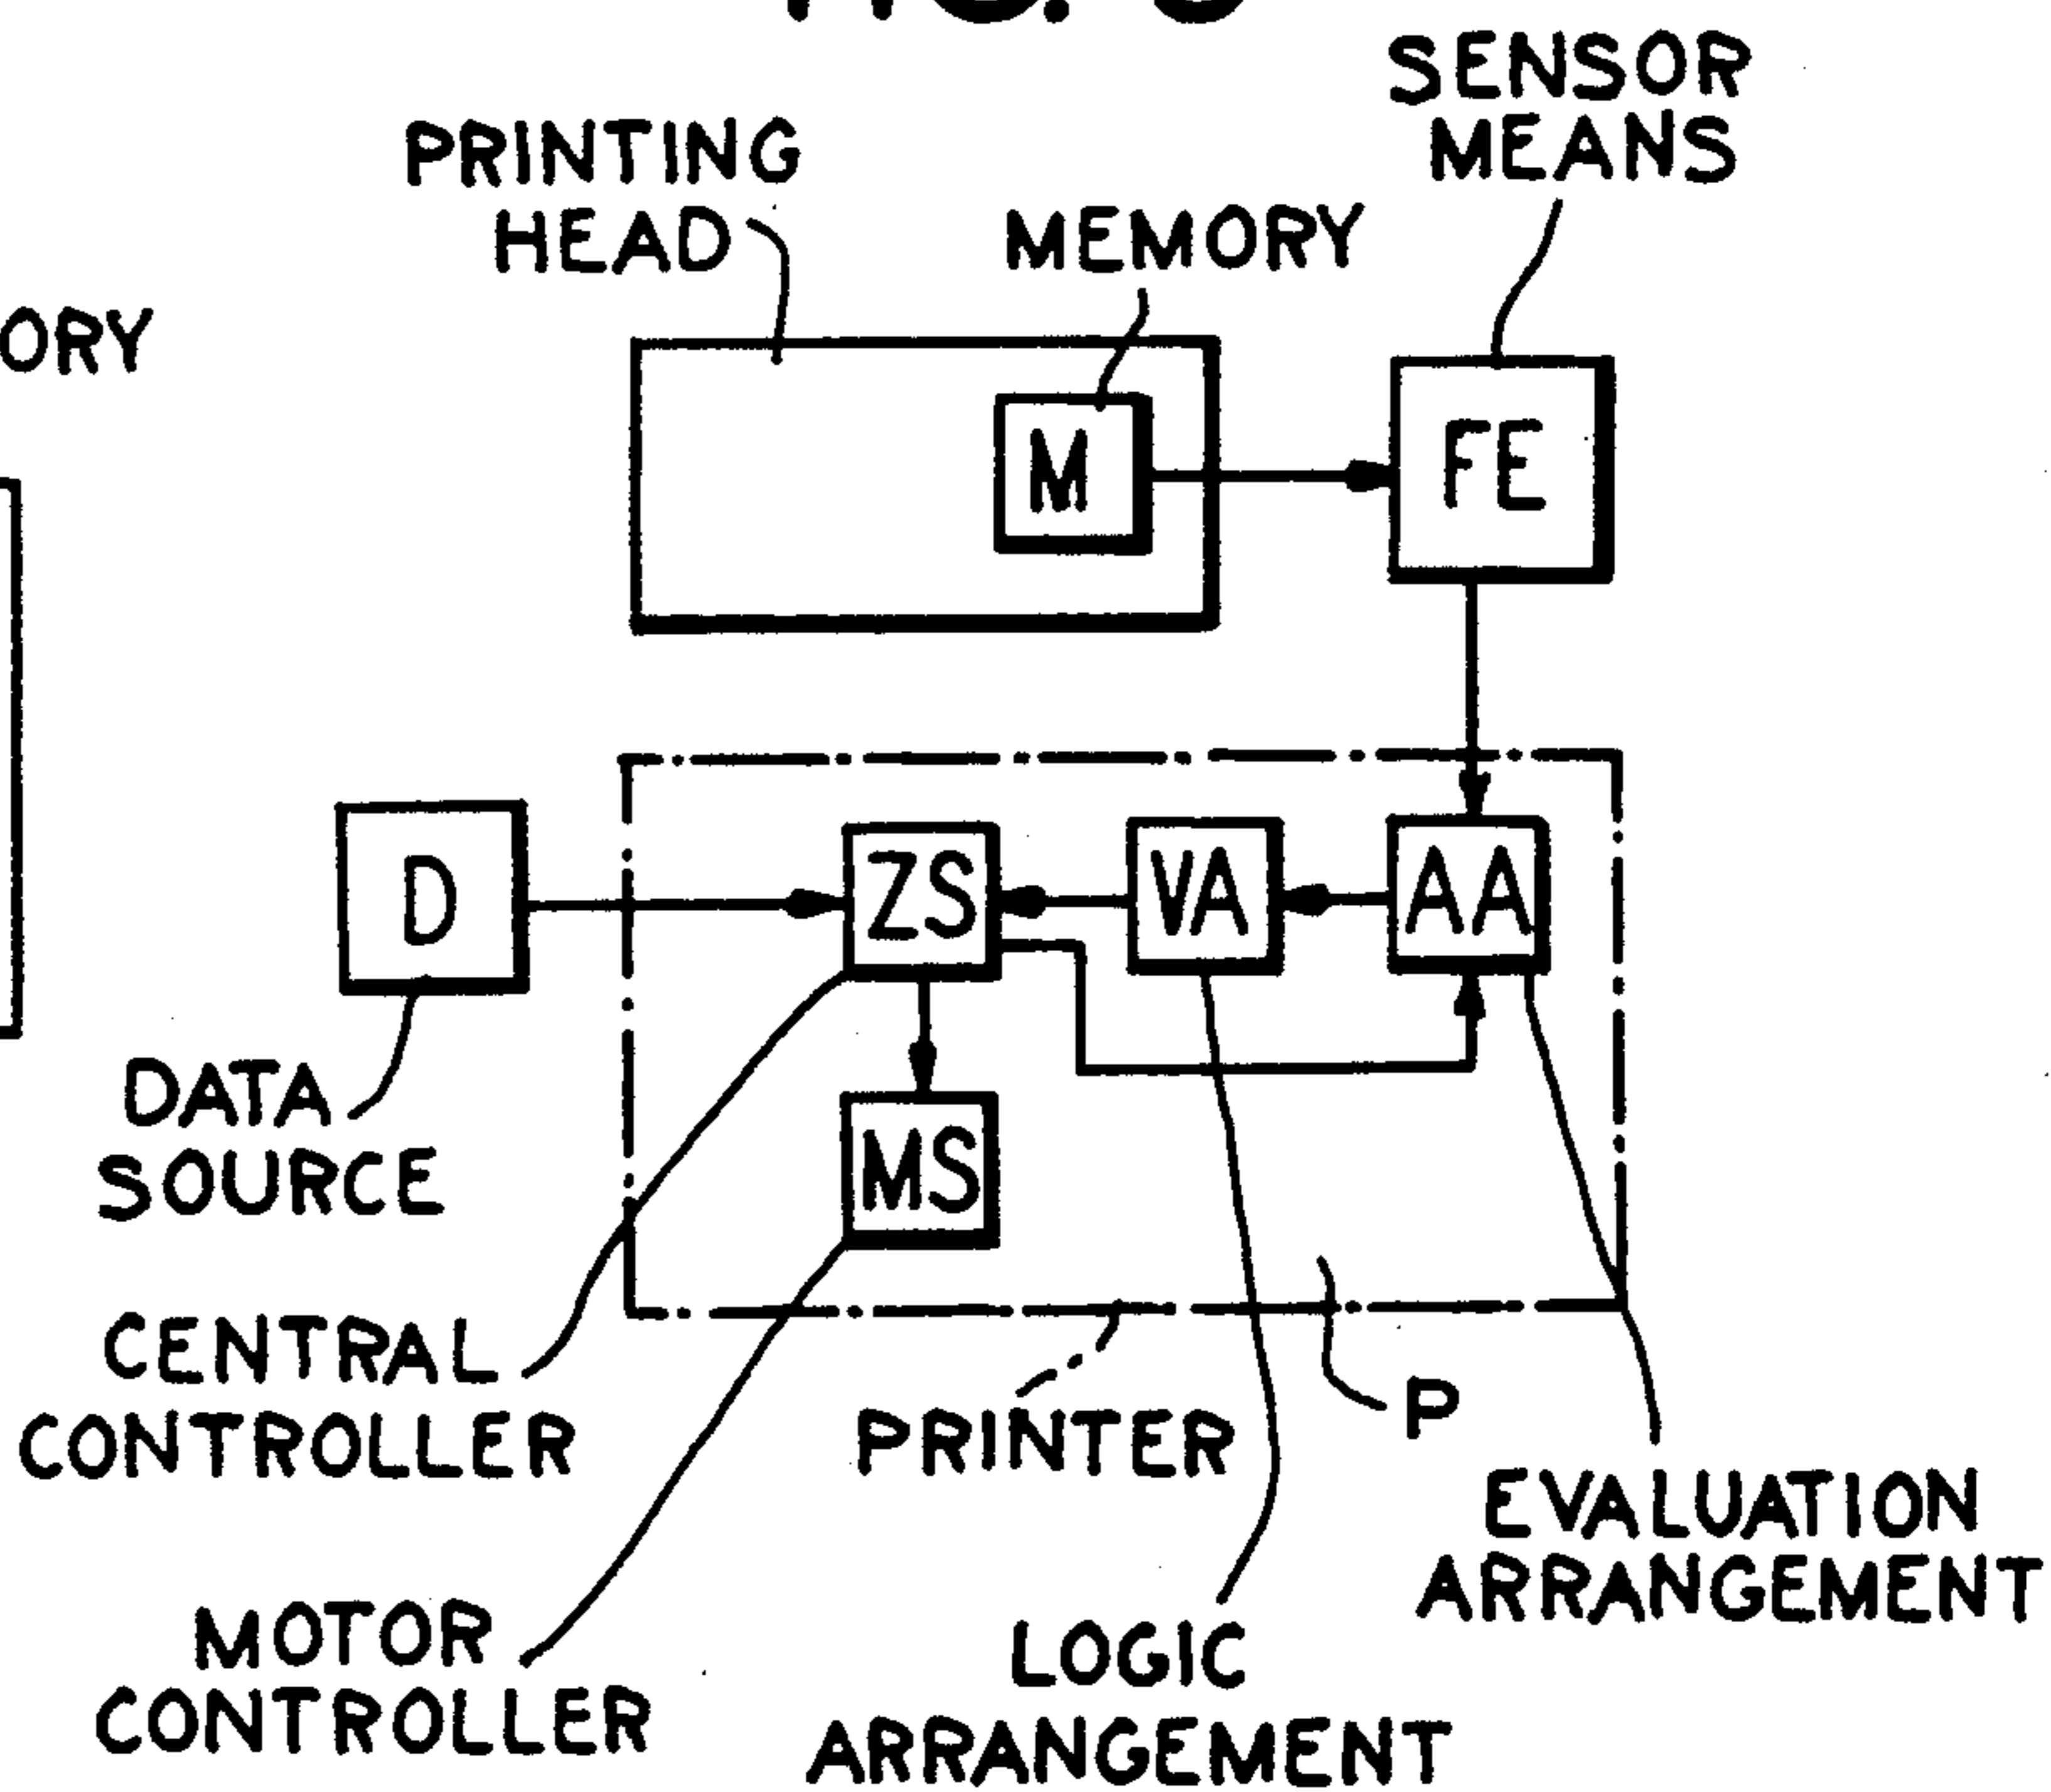 SENSOR
MEANS
PRINTING
HEAD
MEMORY
M
FE
D
ZS
VA
AA
MS
DATA
SOURCE
CENTRAL
CONTROLLER
PRINTER
P
EVALUATION
ARRANGEMENT
MOTOR
CONTROLLER
LOGIC
ARRANGEMENT